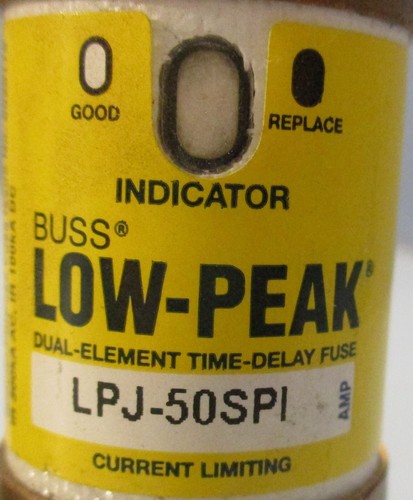 GOOD
REPLACE
INDICATOR
BUSS®
LOW-PEAK®
DUAL-ELEMENT TIME-DELAY FUSE
LPJ-50SPI
AMP
CURRENT LIMITING